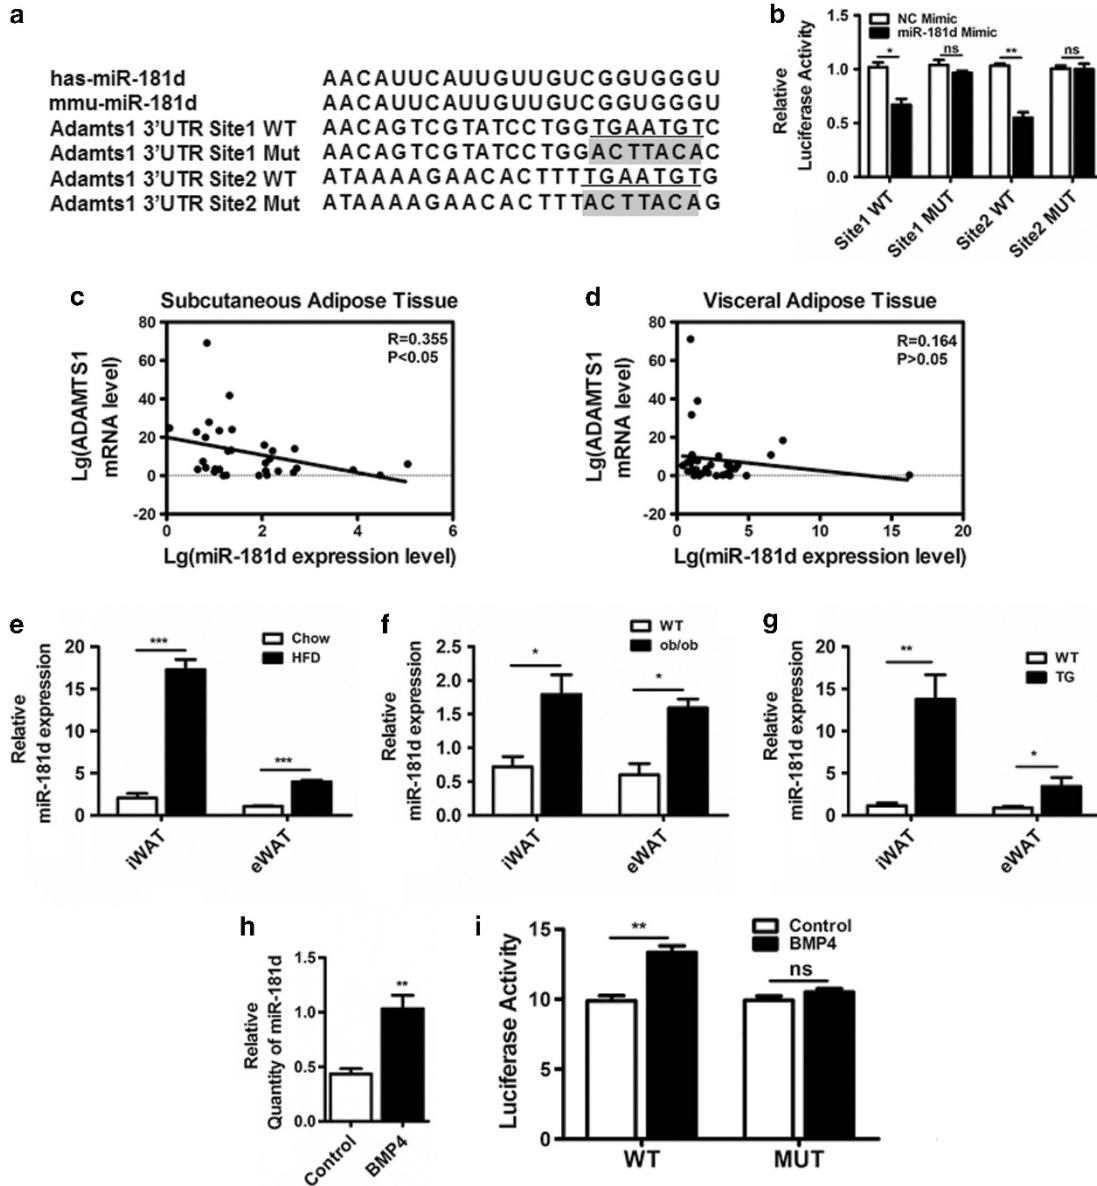 a
has-miR-181d AACAUUCAUUGUUGUCGGUGGGU
mmu-miR-181d AACAUUCAUUGUUGUCGGUGGGU
Adamts1 3'UTR Site1 WT AACAGTCGTATCCTGGTGAATGTC
Adamts1 3'UTR Site1 Mut AACAGTCGTATCCTGGACTTACAC
Adamts1 3'UTR Site2 WT ATAAAAGAACACTTTTGAATGTG
Adamts1 3'UTR Site2 Mut ATAAAAGAACACTTTACTTACAG
b
Relative
Luciferase Activity
1.5
1.0
0.5
0.0
NC Mimic
miR-181d Mimic
*
ns
**
ns
Site1 WT
Site1 MUT
Site2 WT
Site2 MUT
c
Subcutaneous Adipose Tissue
Lg(ADAMTS1
mRNA level)
80
60
40
20
0
-20
R=0.355
P<0.05
0 2 4 6
Lg(miR-181d expression level)
d
Visceral Adipose Tissue
Lg(ADAMTS1
mRNA level)
80
60
40
20
0
-20
R=0.164
P>0.05
0 5 10 15 20
Lg(miR-181d expression level)
e
Relative
miR-181d expression
20
15
10
5
0
Chow
HFD
***
***
iWAT
eWAT
f
Relative
miR-181d expression
2.5
2.0
1.5
1.0
0.5
0.0
WT
ob/ob
*
*
iWAT
eWAT
g
Relative
miR-181d expression
20
15
10
5
0
WT
TG
**
*
iWAT
eWAT
h
Relative
Quantity of miR-181d
1.5
1.0
0.5
0.0
**
Control
BMP4
i
Luciferase Activity
15
10
5
0
Control
BMP4
**
ns
WT
MUT